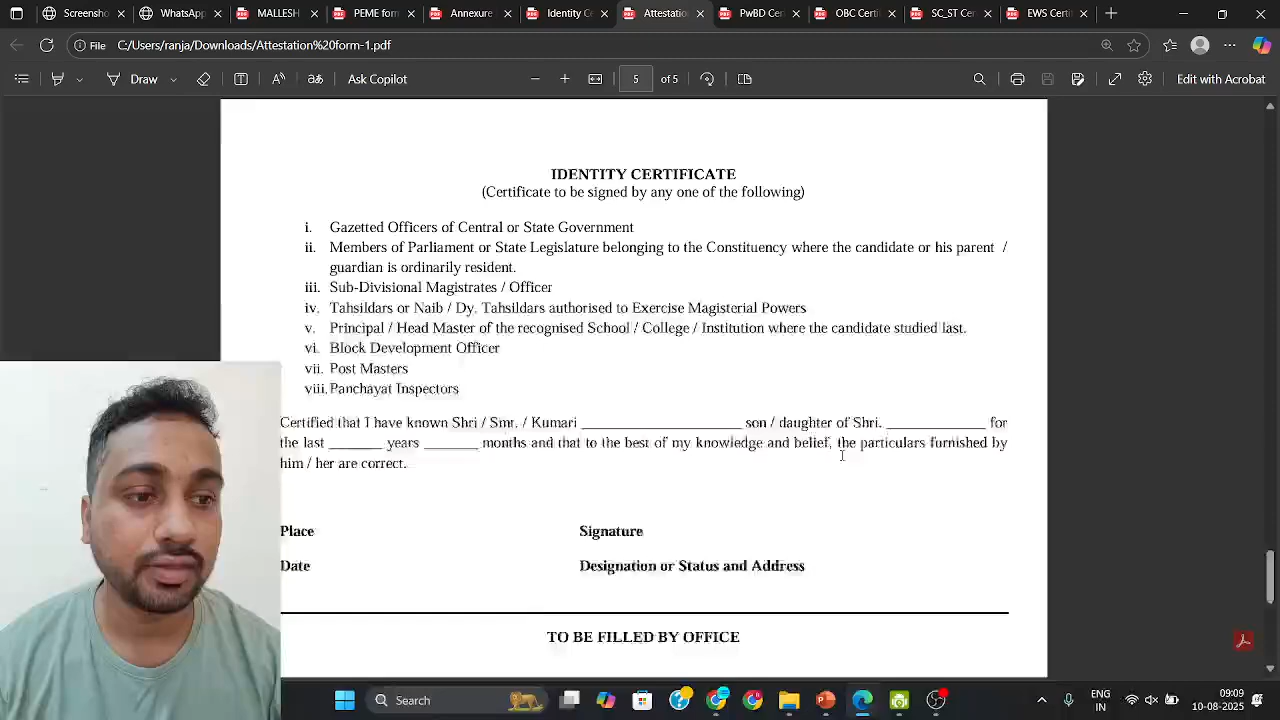 Screensho
WhatsApp
MALLESH
PEME for
Annexure
Identity C
Attestatio
PwBD Cer
OBC Certi
SC_ST Cer
EWS Certi
File C:/Users/ranja/Downloads/Attestation%20form-1.pdf
Draw
Ask Copilot
5 of 5
Edit with Acrobat
IDENTITY CERTIFICATE
(Certificate to be signed by any one of the following)
i. Gazetted Officers of Central or State Government
ii. Members of Parliament or State Legislature belonging to the Constituency where the candidate or his parent /
guardian is ordinarily resident.
iii. Sub-Divisional Magistrates / Officer
iv. Tahsildars or Naib / Dy. Tahsildars authorised to Exercise Magisterial Powers
v. Principal / Head Master of the recognised School / College / Institution where the candidate studied last.
vi. Block Development Officer
vii. Post Masters
viii. Panchayat Inspectors
Certified that I have known Shri / Smt. / Kumari ____________________ son / daughter of Shri. ____________ for
the last _______ years _______ months and that to the best of my knowledge and belief, the particulars furnished by
him / her are correct.
Place Signature
Date Designation or Status and Address
TO BE FILLED BY OFFICE
Search
ENG
IN
09:09
10-08-2025